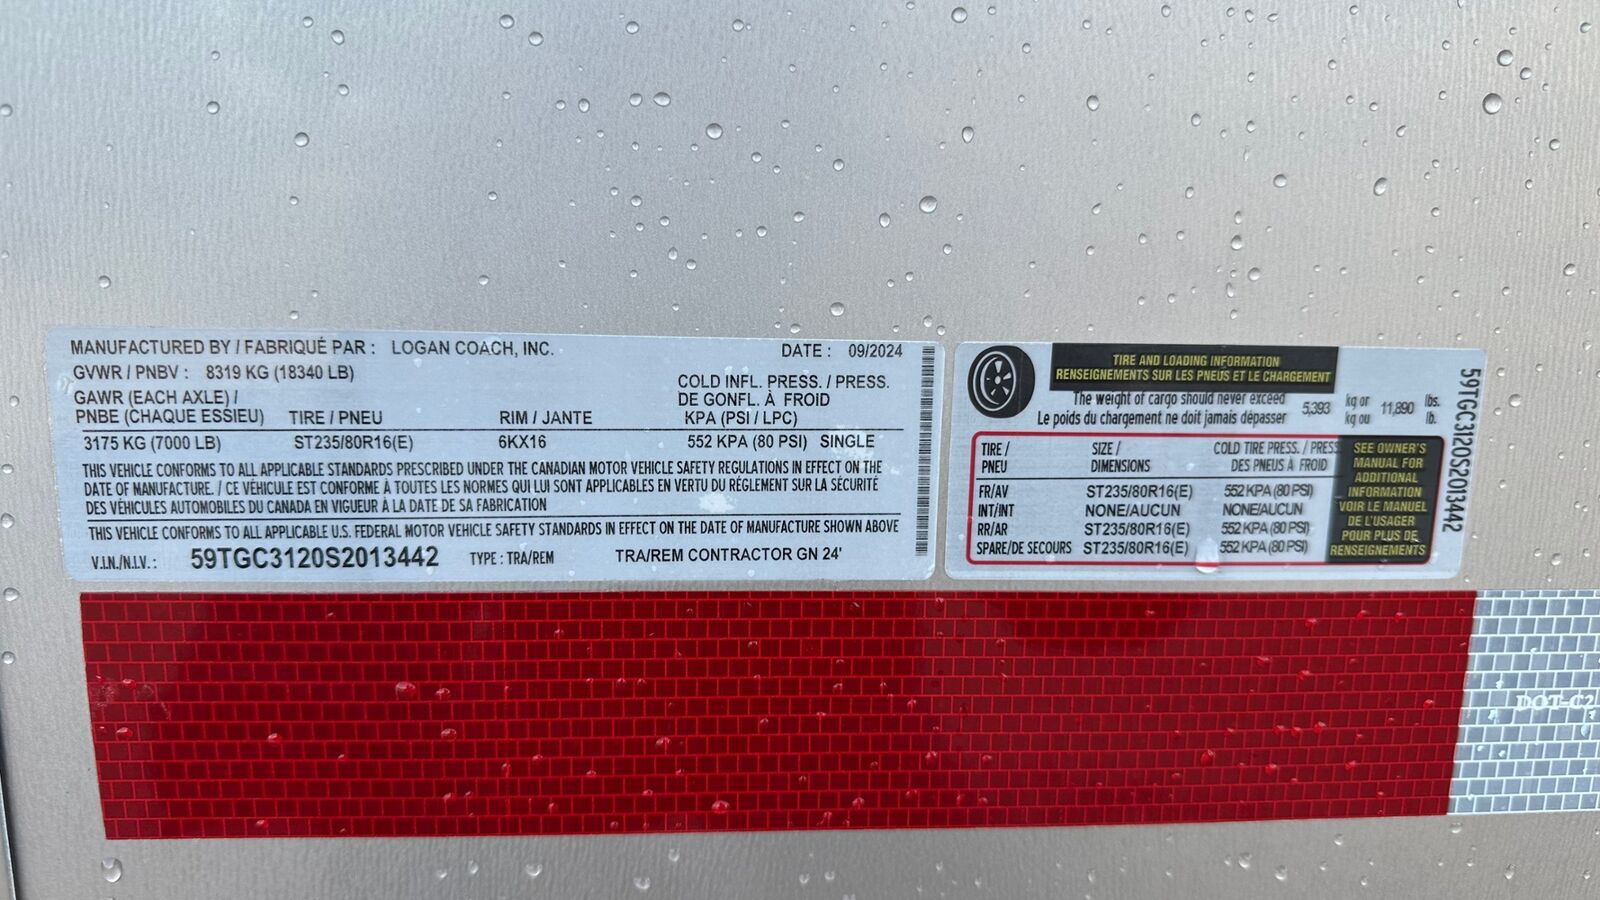 MANUFACTURED BY / FABRIQUÉ PAR : LOGAN COACH, INC. DATE : 09/2024
GVWR / PNBV : 8319 KG (18340 LB)
COLD INFL. PRESS. / PRESS.
GAWR (EACH AXLE) / DE GONFL. À FROID
PNBE (CHAQUE ESSIEU) TIRE / PNEU RIM / JANTE KPA (PSI / LPC)
3175 KG (7000 LB) ST235/80R16(E) 6KX16 552 KPA (80 PSI) SINGLE
THIS VEHICLE CONFORMS TO ALL APPLICABLE STANDARDS PRESCRIBED UNDER THE CANADIAN MOTOR VEHICLE SAFETY REGULATIONS IN EFFECT ON THE
DATE OF MANUFACTURE. / CE VÉHICULE EST CONFORME À TOUTES LES NORMES QUI LUI SONT APPLICABLES EN VERTU DU RÉGLEMENT SUR LA SÉCURITÉ
DES VÉHICULES AUTOMOBILES DU CANADA EN VIGUEUR À LA DATE DE SA FABRICATION
THIS VEHICLE CONFORMS TO ALL APPLICABLE U.S. FEDERAL MOTOR VEHICLE SAFETY STANDARDS IN EFFECT ON THE DATE OF MANUFACTURE SHOWN ABOVE
V.I.N./N.I.V.: 59TGC3120S2013442 TYPE : TRA/REM TRA/REM CONTRACTOR GN 24'
TIRE AND LOADING INFORMATION
RENSEIGNEMENTS SUR LES PNEUS ET LE CHARGEMENT
The weight of cargo should never exceed 5,393 kg or 11,890 lbs.
Le poids du chargement ne doit jamais dépasser kg ou lb.
TIRE / SIZE / COLD TIRE PRESS. / PRESS
PNEU DIMENSIONS DES PNEUS À FROID
FR/AV ST235/80R16(E) 552 KPA (80 PSI)
INT/INT NONE/AUCUN NONE/AUCUN
RR/AR ST235/80R16(E) 552 KPA (80 PSI)
SPARE/DE SECOURS ST235/80R16(E) 552 KPA (80 PSI)
SEE OWNER'S
MANUAL FOR
ADDITIONAL
INFORMATION
VOIR LE MANUEL
DE L'USAGER
POUR PLUS DE
RENSEIGNEMENTS
59TGC3120S2013442
DOT-C2